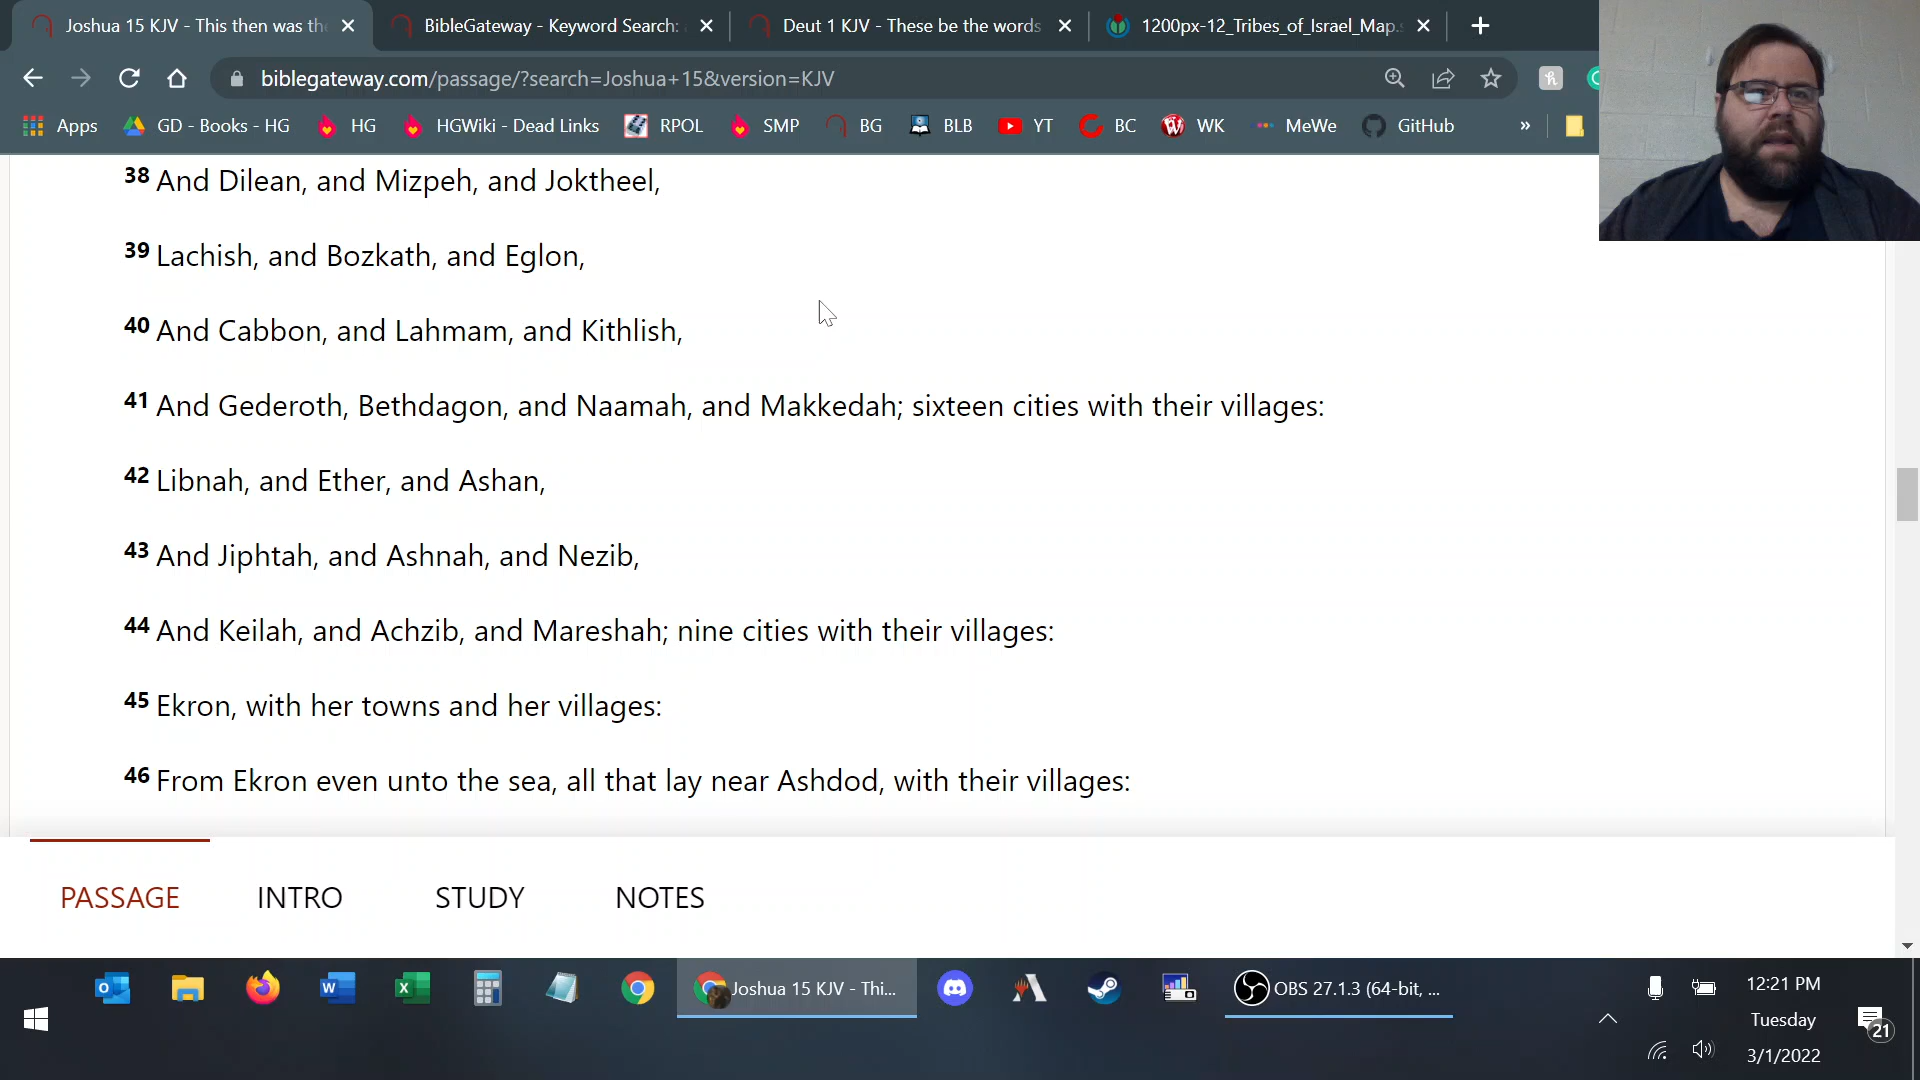 Joshua 15 KJV - This then was the
BibleGateway - Keyword Search:
Deut 1 KJV - These be the words
1200px-12_Tribes_of_Israel_Map.s
biblegateway.com/passage/?search=Joshua+15&version=KJV
Apps
GD - Books - HG
HG
HGWiki - Dead Links
RPOL
SMP
BG
BLB
YT
BC
WK
MeWe
GitHub
»
38 And Dilean, and Mizpeh, and Joktheel,
39 Lachish, and Bozkath, and Eglon,
40 And Cabbon, and Lahmam, and Kithlish,
41 And Gederoth, Bethdagon, and Naamah, and Makkedah; sixteen cities with their villages:
42 Libnah, and Ether, and Ashan,
43 And Jiphtah, and Ashnah, and Nezib,
44 And Keilah, and Achzib, and Mareshah; nine cities with their villages:
45 Ekron, with her towns and her villages:
46 From Ekron even unto the sea, all that lay near Ashdod, with their villages:
PASSAGE
INTRO
STUDY
NOTES
Joshua 15 KJV - Thi...
OBS 27.1.3 (64-bit, ...
12:21 PM
Tuesday
3/1/2022
21